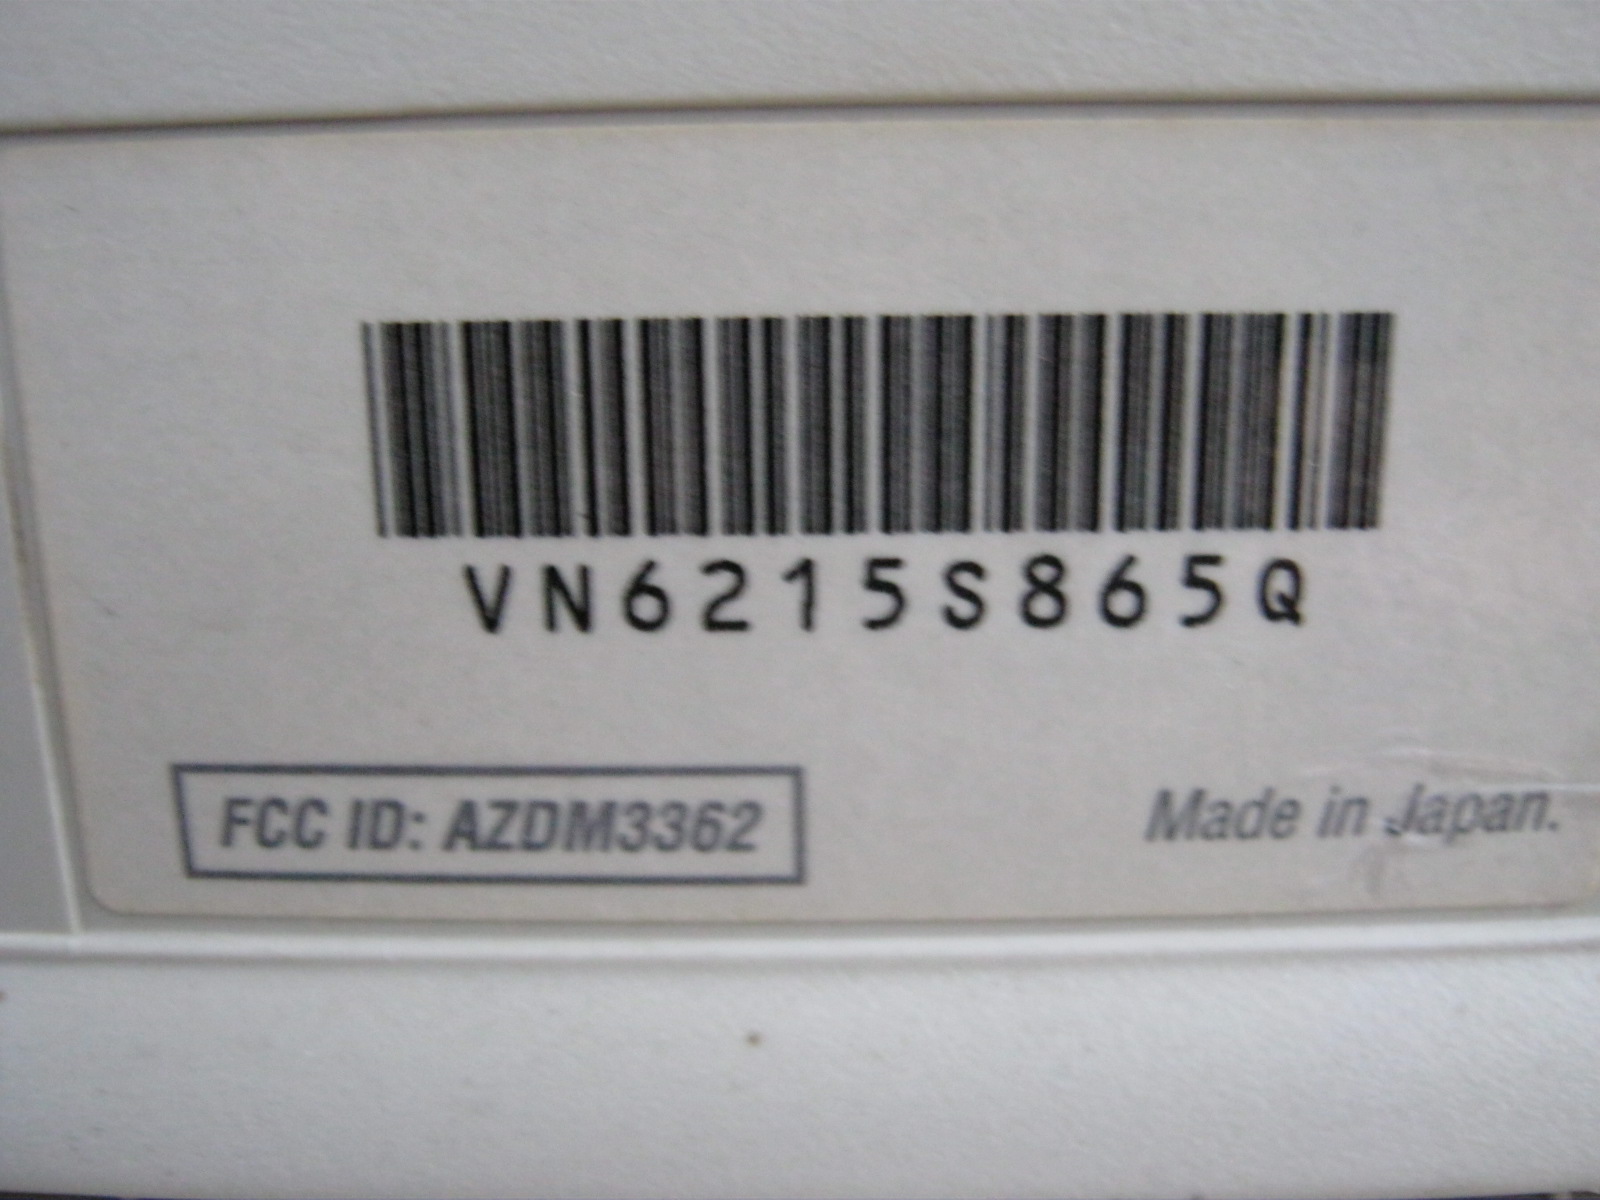 VN6215S865Q
FCC ID: AZDM3362
Made in Japan.